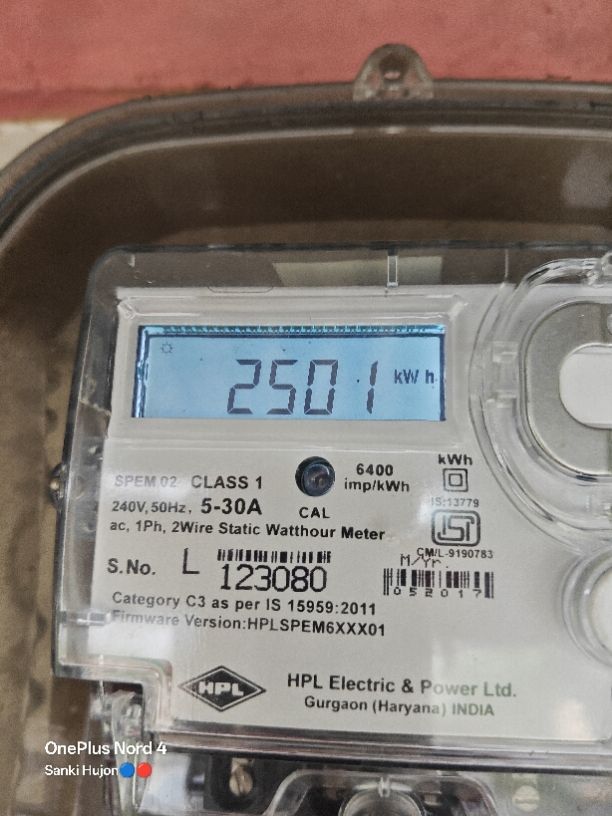 2501 kW h
SPEM.02 CLASS 1
6400
imp/kWh
kWh
240V,50Hz, 5-30A
CAL
IS:13779
ac, 1Ph, 2Wire Static Watthour Meter
ISI
CM/L-9190783
S.No. L 123080
M/Yr.
052017
Category C3 as per IS 15959:2011
Firmware Version:HPLSPEM6XXX01
HPL
HPL Electric & Power Ltd.
Gurgaon (Haryana) INDIA
OnePlus Nord 4
Sanki Hujon🔵🔴